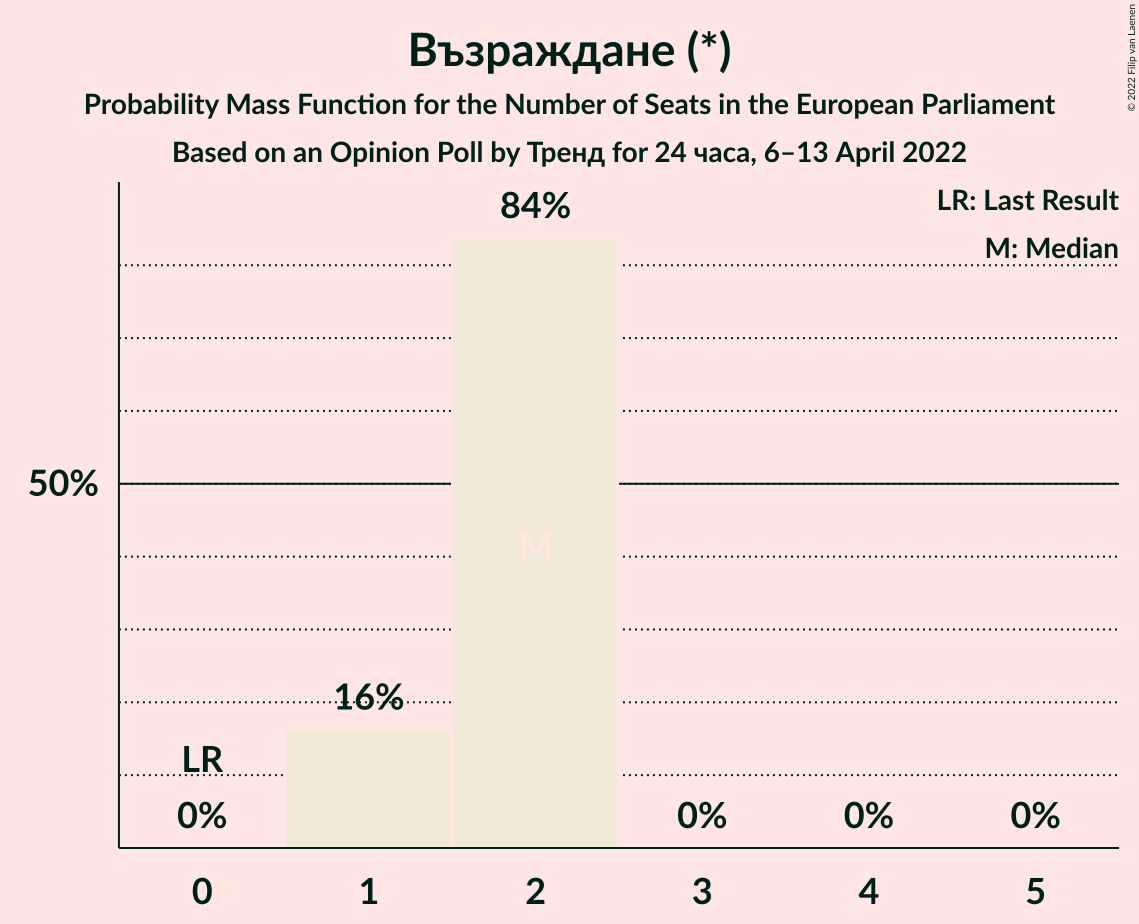 Възраждане (*)
Probability Mass Function for the Number of Seats in the European Parliament
Based on an Opinion Poll by Тренд for 24 часа, 6–13 April 2022
© 2022 Filip van Laenen
LR: Last Result
M: Median
84%
50%
M
16%
LR
0%
0%
0%
0%
0
1
2
3
4
5